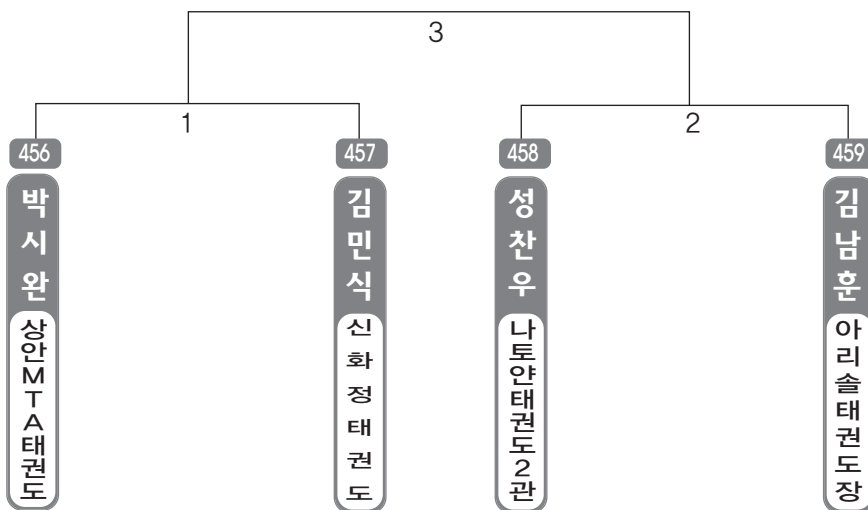 3
1
2
456
457
458
459
박시완
김민식
성찬우
김남훈
상안MTA태권도
신화정태권도
나토얀태권도2관
아리솔태권도장